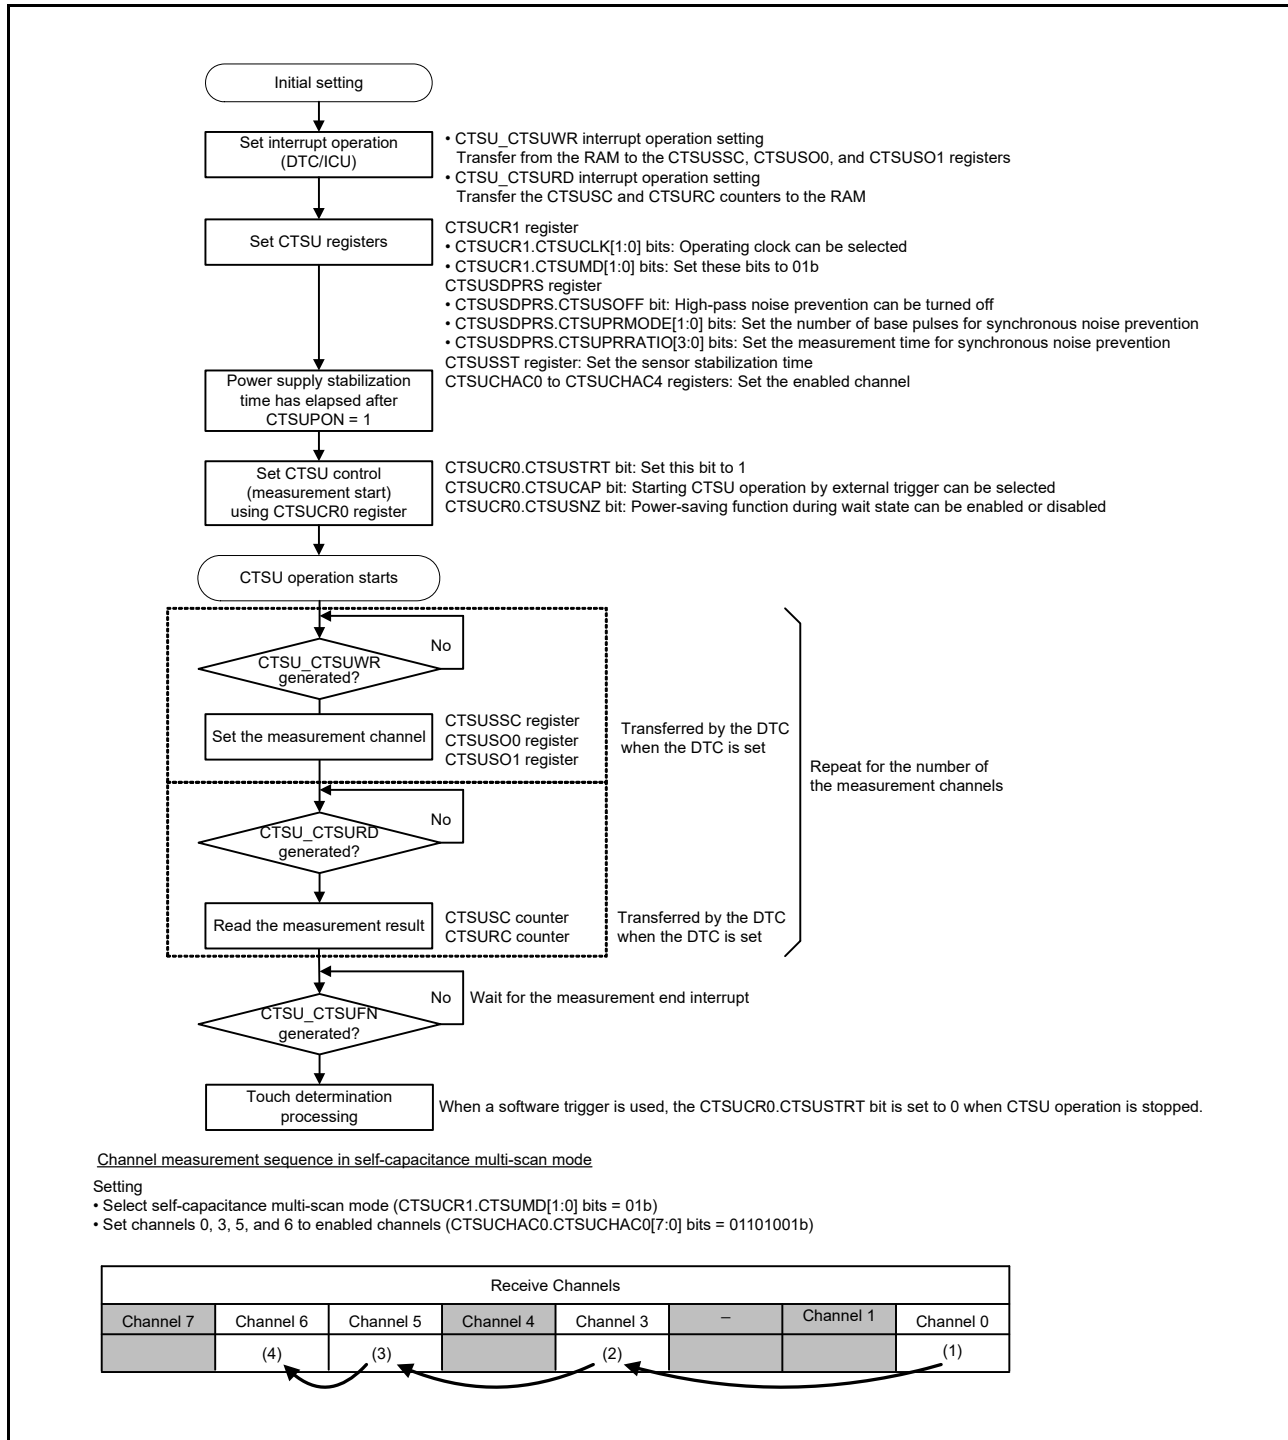 Initial setting
Set interrupt operation
(DTC/ICU)
• CTSU_CTSUWR interrupt operation setting
Transfer from the RAM to the CTSUSSC, CTSUSO0, and CTSUSO1 registers
• CTSU_CTSURD interrupt operation setting
Transfer the CTSUSC and CTSURC counters to the RAM
Set CTSU registers
CTSUCR1 register
• CTSUCR1.CTSUCLK[1:0] bits: Operating clock can be selected
• CTSUCR1.CTSUMD[1:0] bits: Set these bits to 01b
CTSUSDPRS register
• CTSUSDPRS.CTSUSOFF bit: High-pass noise prevention can be turned off
• CTSUSDPRS.CTSUPRMODE[1:0] bits: Set the number of base pulses for synchronous noise prevention
• CTSUSDPRS.CTSUPRRATIO[3:0] bits: Set the measurement time for synchronous noise prevention
CTSUSST register: Set the sensor stabilization time
CTSUCHAC0 to CTSUCHAC4 registers: Set the enabled channel
Power supply stabilization
time has elapsed after
CTSUPON = 1
Set CTSU control
(measurement start)
using CTSUCR0 register
CTSUCR0.CTSUSTRT bit: Set this bit to 1
CTSUCR0.CTSUCAP bit: Starting CTSU operation by external trigger can be selected
CTSUCR0.CTSUSNZ bit: Power-saving function during wait state can be enabled or disabled
CTSU operation starts
No
CTSU_CTSUWR
generated?
Set the measurement channel
CTSUSSC register
CTSUSO0 register
CTSUSO1 register
Transferred by the DTC
when the DTC is set
Repeat for the number of
the measurement channels
No
CTSU_CTSURD
generated?
Read the measurement result
CTSUSC counter
CTSURC counter
Transferred by the DTC
when the DTC is set
No
Wait for the measurement end interrupt
CTSU_CTSUFN
generated?
Touch determination
processing
When a software trigger is used, the CTSUCR0.CTSUSTRT bit is set to 0 when CTSU operation is stopped.
Channel measurement sequence in self-capacitance multi-scan mode
Setting
• Select self-capacitance multi-scan mode (CTSUCR1.CTSUMD[1:0] bits = 01b)
• Set channels 0, 3, 5, and 6 to enabled channels (CTSUCHAC0.CTSUCHAC0[7:0] bits = 01101001b)
Receive Channels
Channel 7 Channel 6 Channel 5 Channel 4 Channel 3 – Channel 1 Channel 0
(4) (3) (2) (1)